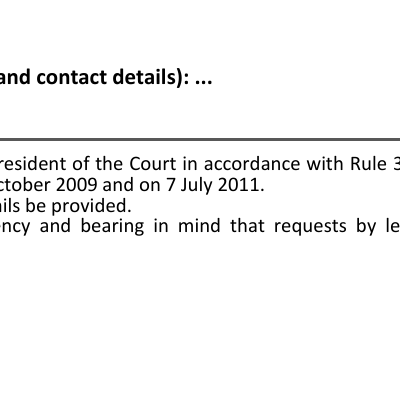 and contact details): ...
resident of the Court in accordance with Rule 3
ctober 2009 and on 7 July 2011.
ils be provided.
ency and bearing in mind that requests by le